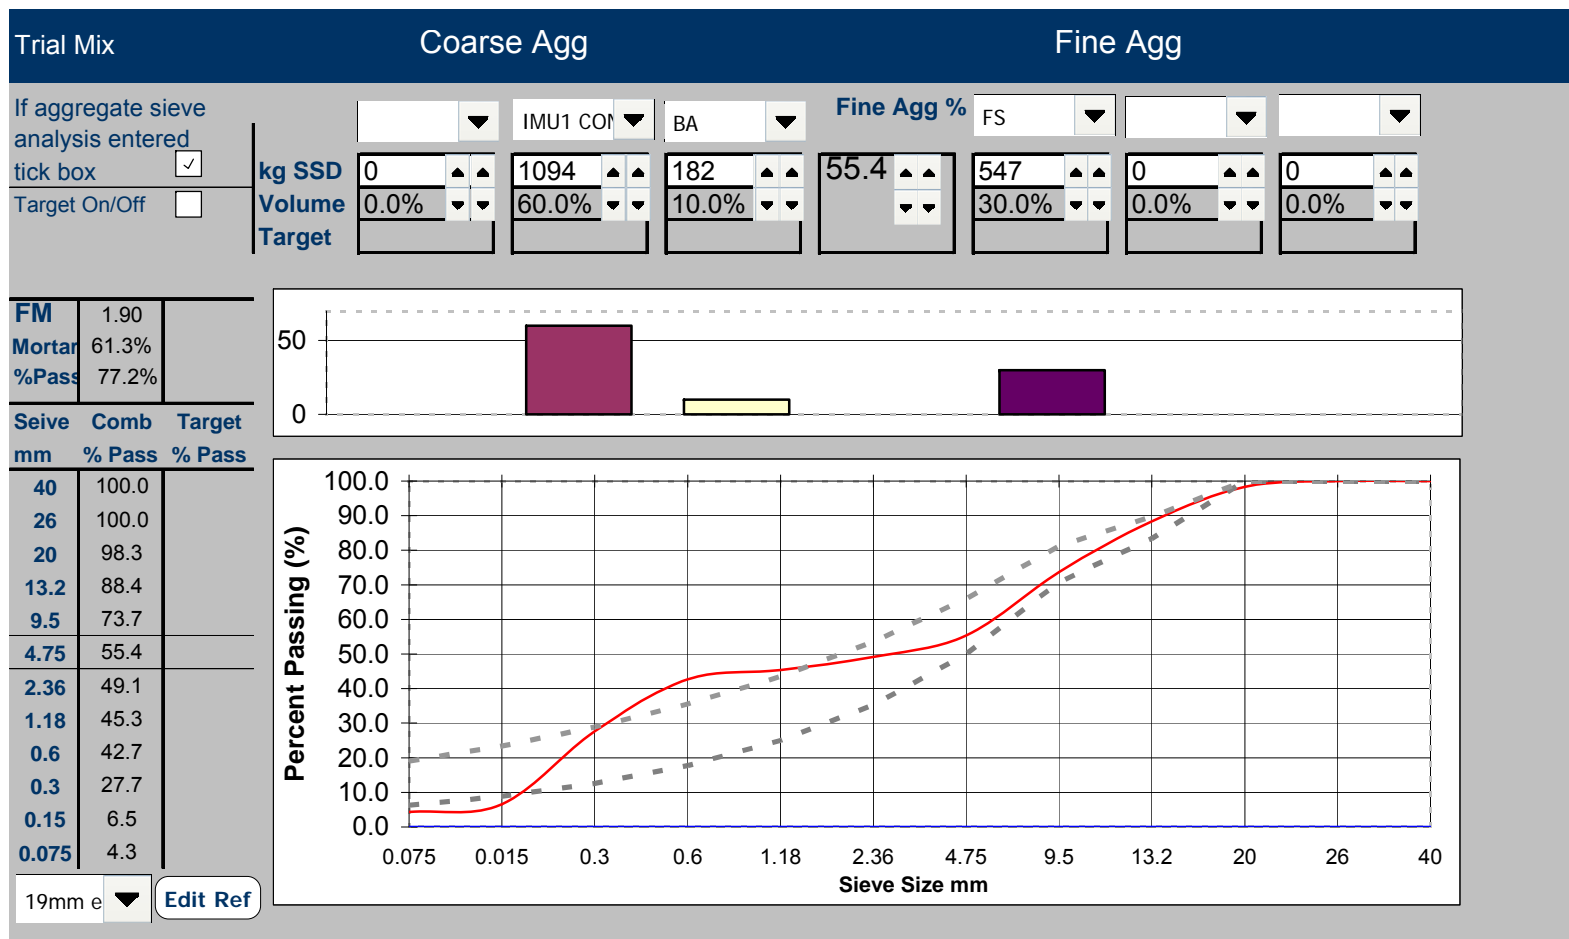 Trial Mix Coarse Agg Fine Agg
If aggregate sieve
analysis entered
tick box
Target On/Off
IMU1 CON BA Fine Agg % FS
kg SSD 0 1094 182 55.4 547 0 0
Volume 0.0% 60.0% 10.0% 30.0% 0.0% 0.0%
Target
FM 1.90
Mortar 61.3%
%Pass 77.2%
Seive Comb Target
mm % Pass % Pass
40 100.0
26 100.0
20 98.3
13.2 88.4
9.5 73.7
4.75 55.4
2.36 49.1
1.18 45.3
0.6 42.7
0.3 27.7
0.15 6.5
0.075 4.3
19mm e Edit Ref
50
0
Percent Passing (%)
100.0
90.0
80.0
70.0
60.0
50.0
40.0
30.0
20.0
10.0
0.0
0.075 0.015 0.3 0.6 1.18 2.36 4.75 9.5 13.2 20 26 40
Sieve Size mm